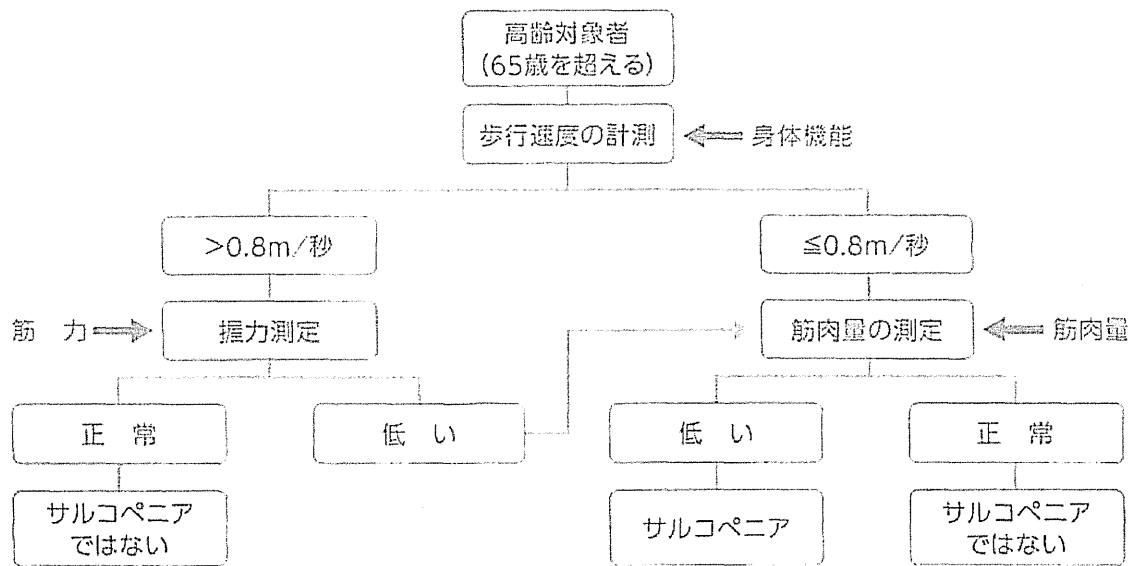 高齢対象者
(65歳を超える)
歩行速度の計測
身体機能
>0.8m/秒
≦0.8m/秒
筋 力
握力測定
筋肉量の測定
筋肉量
正 常
低 い
低 い
正 常
サルコペニア
ではない
サルコペニア
サルコペニア
ではない